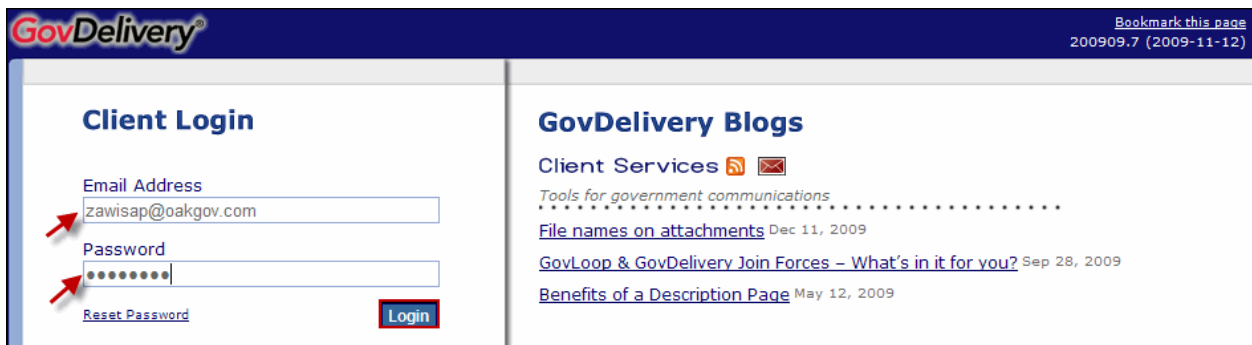 GovDelivery®
Bookmark this page
200909.7 (2009-11-12)
Client Login
Email Address
zawisap@oakgov.com
Password
••••••••
Reset Password
Login
GovDelivery Blogs
Client Services
Tools for government communications
File names on attachments Dec 11, 2009
GovLoop & GovDelivery Join Forces – What's in it for you? Sep 28, 2009
Benefits of a Description Page May 12, 2009